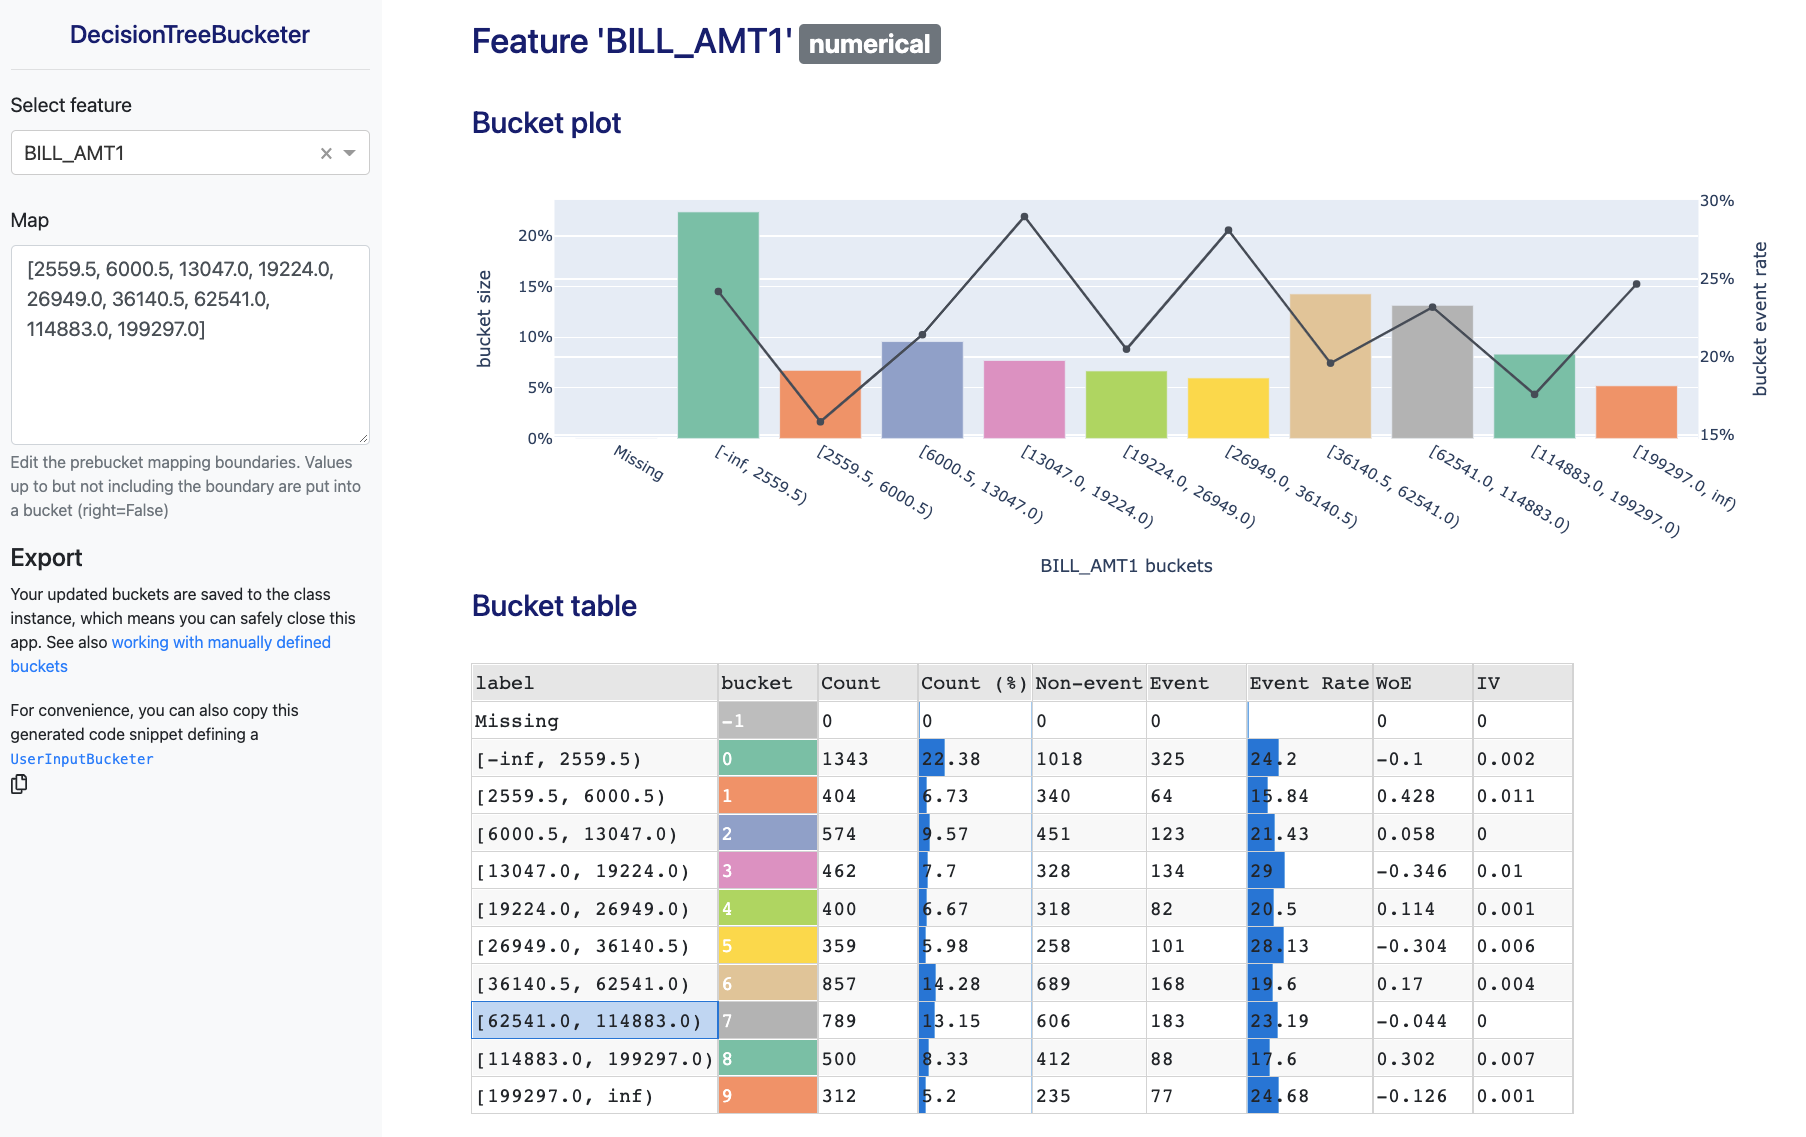 DecisionTreeBucketer
Select feature
BILL_AMT1
Map
[2559.5, 6000.5, 13047.0, 19224.0,
26949.0, 36140.5, 62541.0,
114883.0, 199297.0]
Edit the prebucket mapping boundaries. Values
up to but not including the boundary are put into
a bucket (right=False)
Export
Your updated buckets are saved to the class
instance, which means you can safely close this
app. See also working with manually defined
buckets
For convenience, you can also copy this
generated code snippet defining a
UserInputBucketer
Feature 'BILL_AMT1' numerical
Bucket plot
bucket size
20%
15%
10%
5%
0%
30%
25%
20%
15%
bucket event rate
Missing
[-inf, 2559.5)
[2559.5, 6000.5)
[6000.5, 13047.0)
[13047.0, 19224.0)
[19224.0, 26949.0)
[26949.0, 36140.5)
[36140.5, 62541.0)
[62541.0, 114883.0)
[114883.0, 199297.0)
[199297.0, inf)
BILL_AMT1 buckets
Bucket table
label bucket Count Count (%) Non-event Event Event Rate WoE IV
Missing -1 0 0 0 0 0 0
[-inf, 2559.5) 0 1343 22.38 1018 325 24.2 -0.1 0.002
[2559.5, 6000.5) 1 404 6.73 340 64 15.84 0.428 0.011
[6000.5, 13047.0) 2 574 9.57 451 123 21.43 0.058 0
[13047.0, 19224.0) 3 462 7.7 328 134 29 -0.346 0.01
[19224.0, 26949.0) 4 400 6.67 318 82 20.5 0.114 0.001
[26949.0, 36140.5) 5 359 5.98 258 101 28.13 -0.304 0.006
[36140.5, 62541.0) 6 857 14.28 689 168 19.6 0.17 0.004
[62541.0, 114883.0) 7 789 13.15 606 183 23.19 -0.044 0
[114883.0, 199297.0) 8 500 8.33 412 88 17.6 0.302 0.007
[199297.0, inf) 9 312 5.2 235 77 24.68 -0.126 0.001